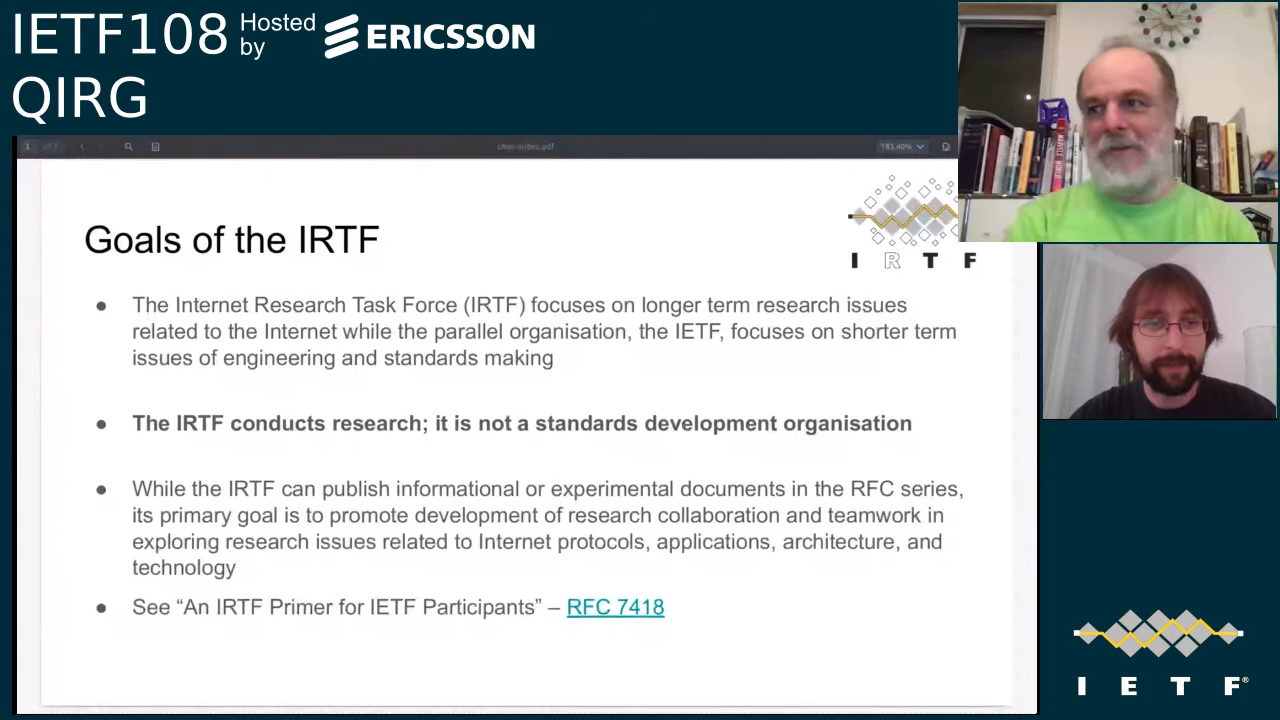 IETF108 Hosted by ERICSSON
QIRG
1 of 7
183.40%
Goals of the IRTF
I R T F
● The Internet Research Task Force (IRTF) focuses on longer term research issues
related to the Internet while the parallel organisation, the IETF, focuses on shorter term
issues of engineering and standards making
● The IRTF conducts research; it is not a standards development organisation
● While the IRTF can publish informational or experimental documents in the RFC series,
its primary goal is to promote development of research collaboration and teamwork in
exploring research issues related to Internet protocols, applications, architecture, and
technology
● See “An IRTF Primer for IETF Participants” – RFC 7418
I E T F®